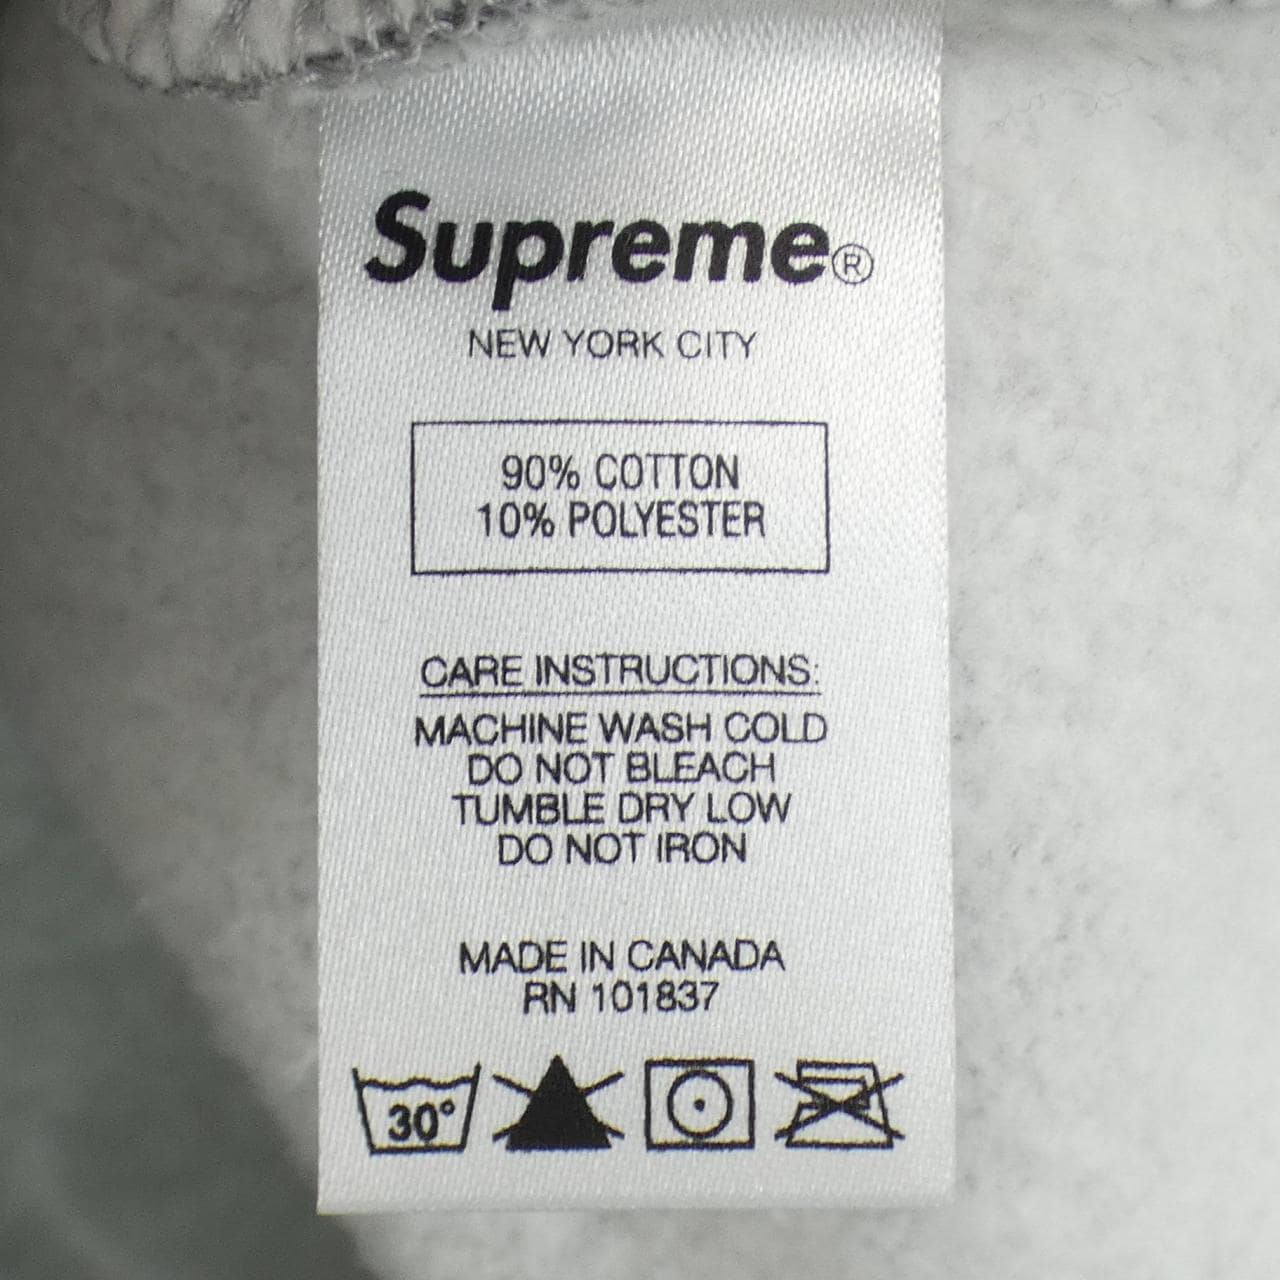 Supreme®
NEW YORK CITY
90% COTTON
10% POLYESTER
CARE INSTRUCTIONS:
MACHINE WASH COLD
DO NOT BLEACH
TUMBLE DRY LOW
DO NOT IRON
MADE IN CANADA
RN 101837
30°